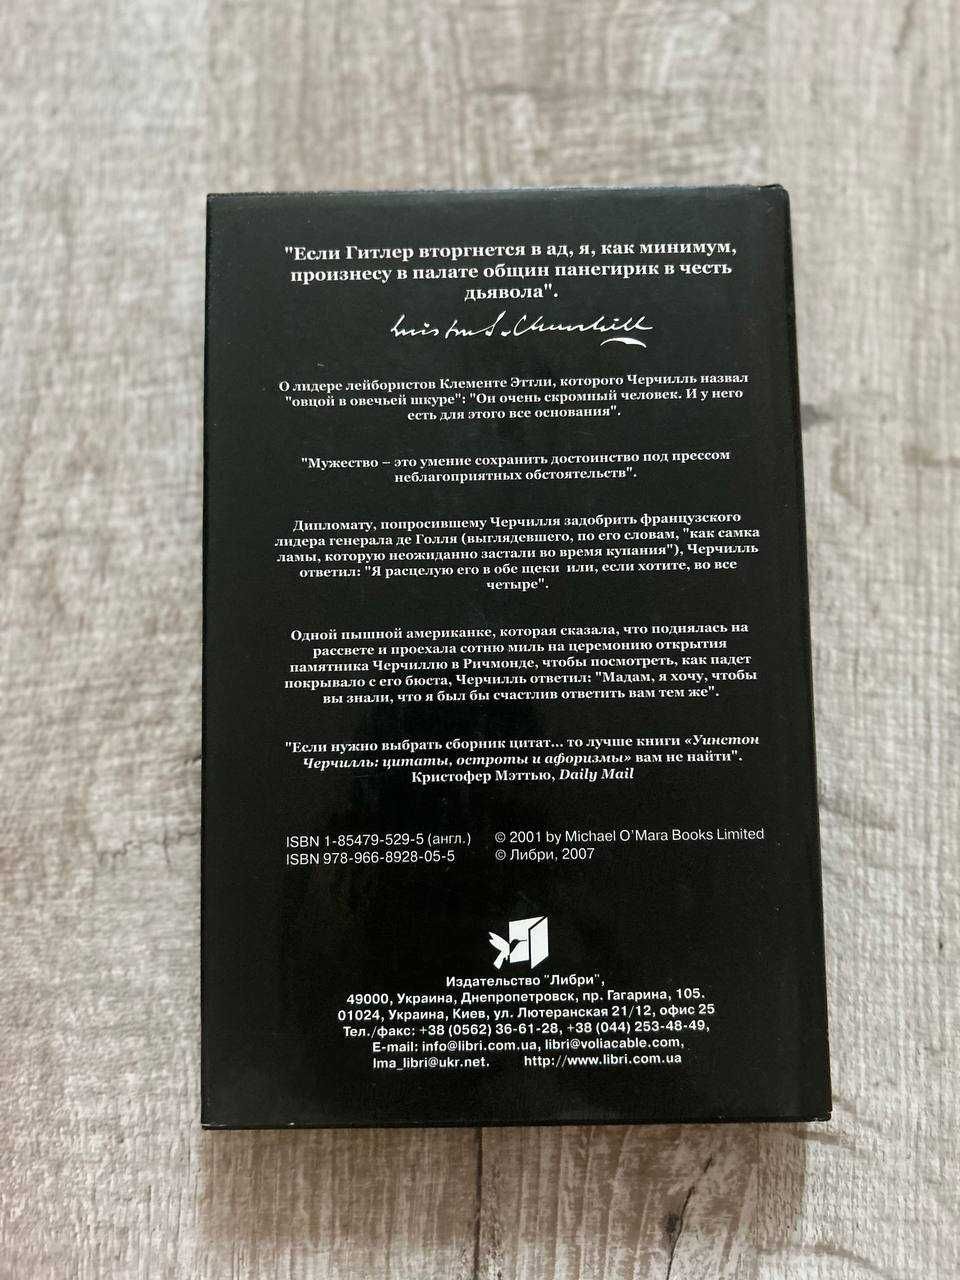 "Если Гитлер вторгнется в ад, я, как минимум,
произнесу в палате общин панегирик в честь
дьявола".
Winston S. Churchill
О лидере лейбористов Клементе Эттли, которого Черчилль назвал
"овцой в овечьей шкуре": "Он очень скромный человек. И у него
есть для этого все основания".
"Мужество – это умение сохранить достоинство под прессом
неблагоприятных обстоятельств".
Дипломату, попросившему Черчилля задобрить французского
лидера генерала де Голля (выглядевшего, по его словам, "как самка
ламы, которую неожиданно застали во время купания"), Черчилль
ответил: "Я расцелую его в обе щеки или, если хотите, во все
четыре".
Одной пышной американке, которая сказала, что поднялась на
рассвете и проехала сотню миль на церемонию открытия
памятника Черчиллю в Ричмонде, чтобы посмотреть, как падет
покрывало с его бюста, Черчилль ответил: "Мадам, я хочу, чтобы
вы знали, что я был бы счастлив ответить вам тем же".
"Если нужно выбрать сборник цитат... то лучше книги «Уинстон
Черчилль: цитаты, остроты и афоризмы» вам не найти".
Кристофер Мэттью, Daily Mail
ISBN 1-85479-529-5 (англ.) © 2001 by Michael O'Mara Books Limited
ISBN 978-966-8928-05-5 © Либри, 2007
Издательство "Либри",
49000, Украина, Днепропетровск, пр. Гагарина, 105.
01024, Украина, Киев, ул. Лютеранская 21/12, офис 25
Тел./факс: +38 (0562) 36-61-28, +38 (044) 253-48-49,
E-mail: info@libri.com.ua, libri@voliacable.com,
lma_libri@ukr.net. http://www.libri.com.ua